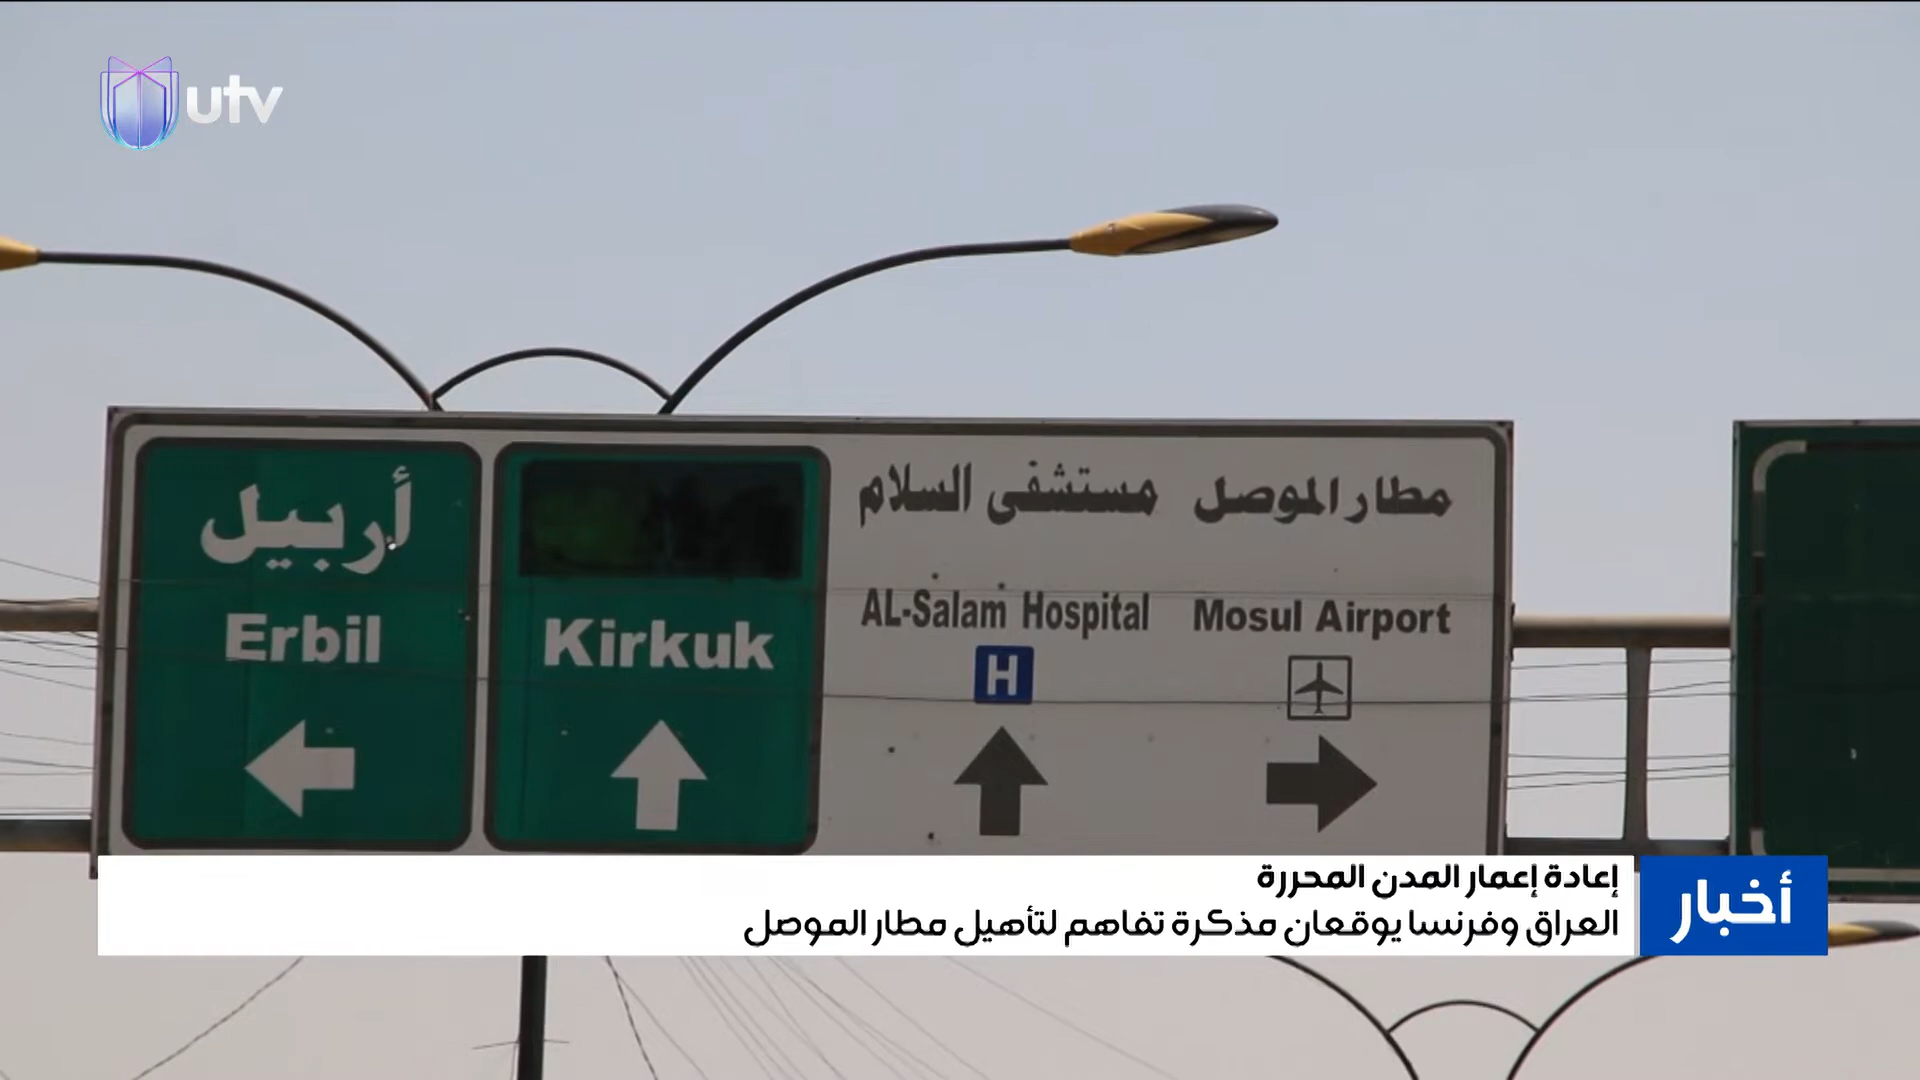 utv
أربيل
Erbil
Kirkuk
مستشفى السلام
AL-Salam Hospital
H
مطار الموصل
Mosul Airport
أخبار
إعادة إعمار المدن المحررة
العراق وفرنسا يوقعان مذكرة تفاهم لتأهيل مطار الموصل